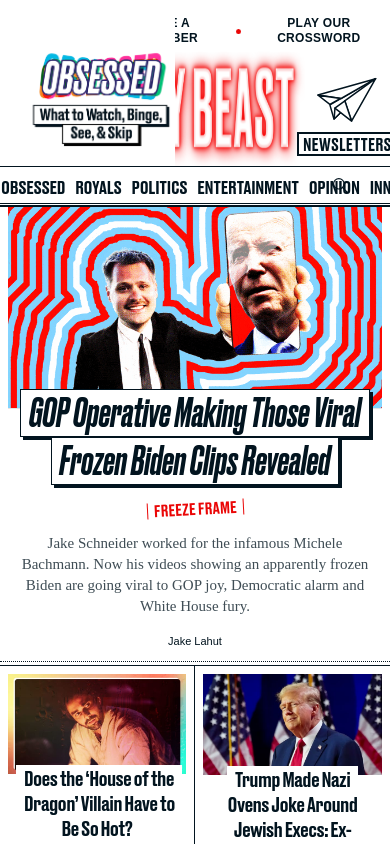 E A
BER
PLAY OUR
CROSSWORD
OBSESSED
What to Watch, Binge,
See, & Skip
Y BEAST
NEWSLETTERS
OBSESSED ROYALS POLITICS ENTERTAINMENT OPINION INN
GOP Operative Making Those Viral
Frozen Biden Clips Revealed
FREEZE FRAME
Jake Schneider worked for the infamous Michele
Bachmann. Now his videos showing an apparently frozen
Biden are going viral to GOP joy, Democratic alarm and
White House fury.
Jake Lahut
Does the ‘House of the
Dragon’ Villain Have to
Be So Hot?
Trump Made Nazi
Ovens Joke Around
Jewish Execs: Ex-